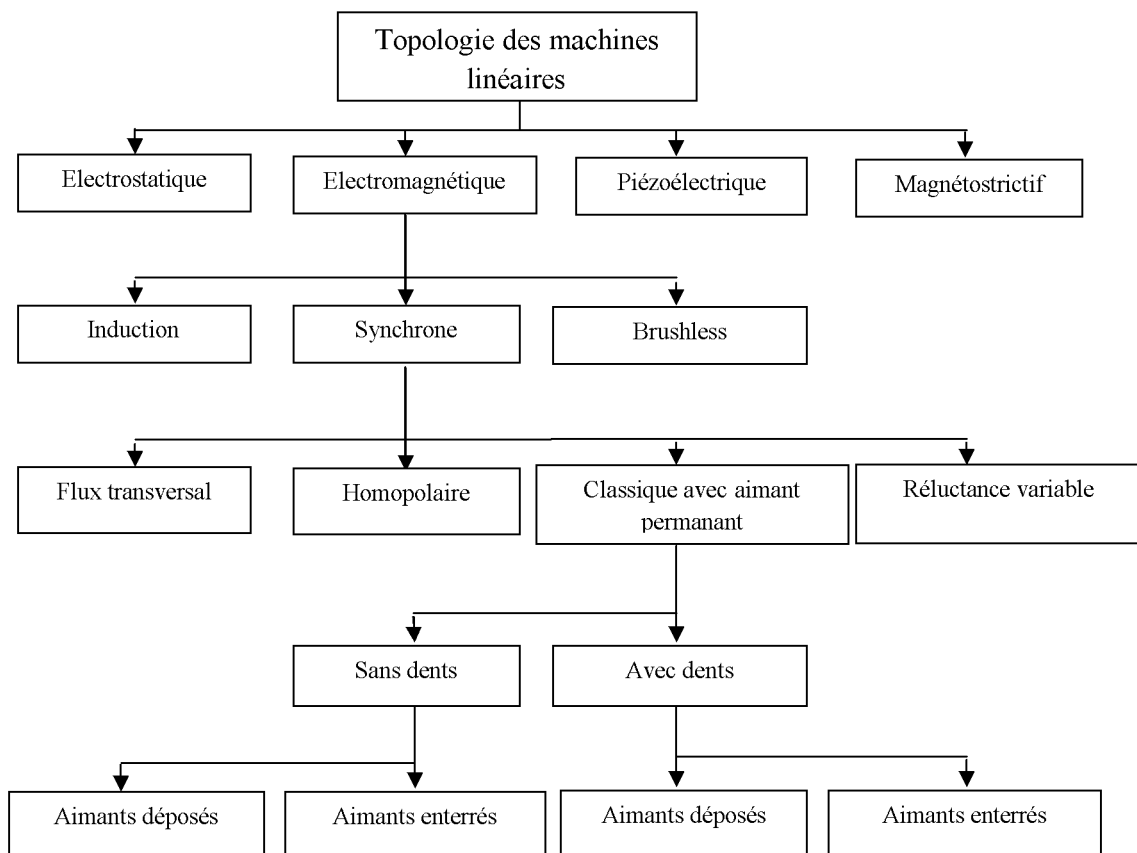 Topologie des machines
linéaires
Electrostatique
Electromagnétique
Piézoélectrique
Magnétostrictif
Induction
Synchrone
Brushless
Flux transversal
Homopolaire
Classique avec aimant
permanant
Réluctance variable
Sans dents
Avec dents
Aimants déposés
Aimants enterrés
Aimants déposés
Aimants enterrés